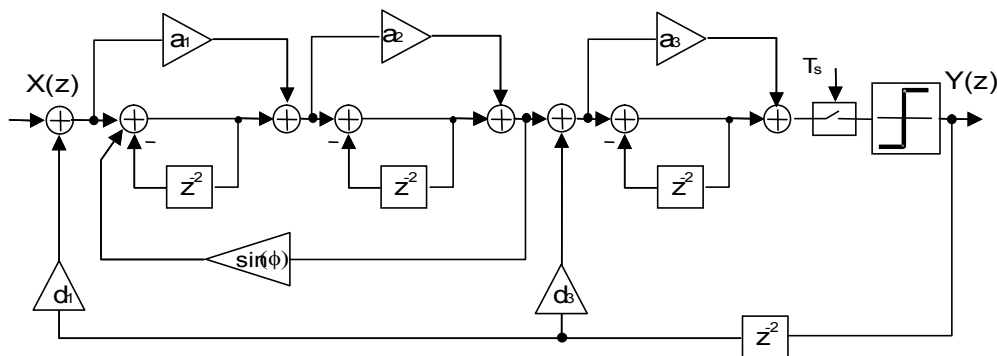 a1
a2
a3
X(z)
Ts
Y(z)
−
−
−
z-2
z-2
z-2
sin(ϕ)
d1
d3
z-2